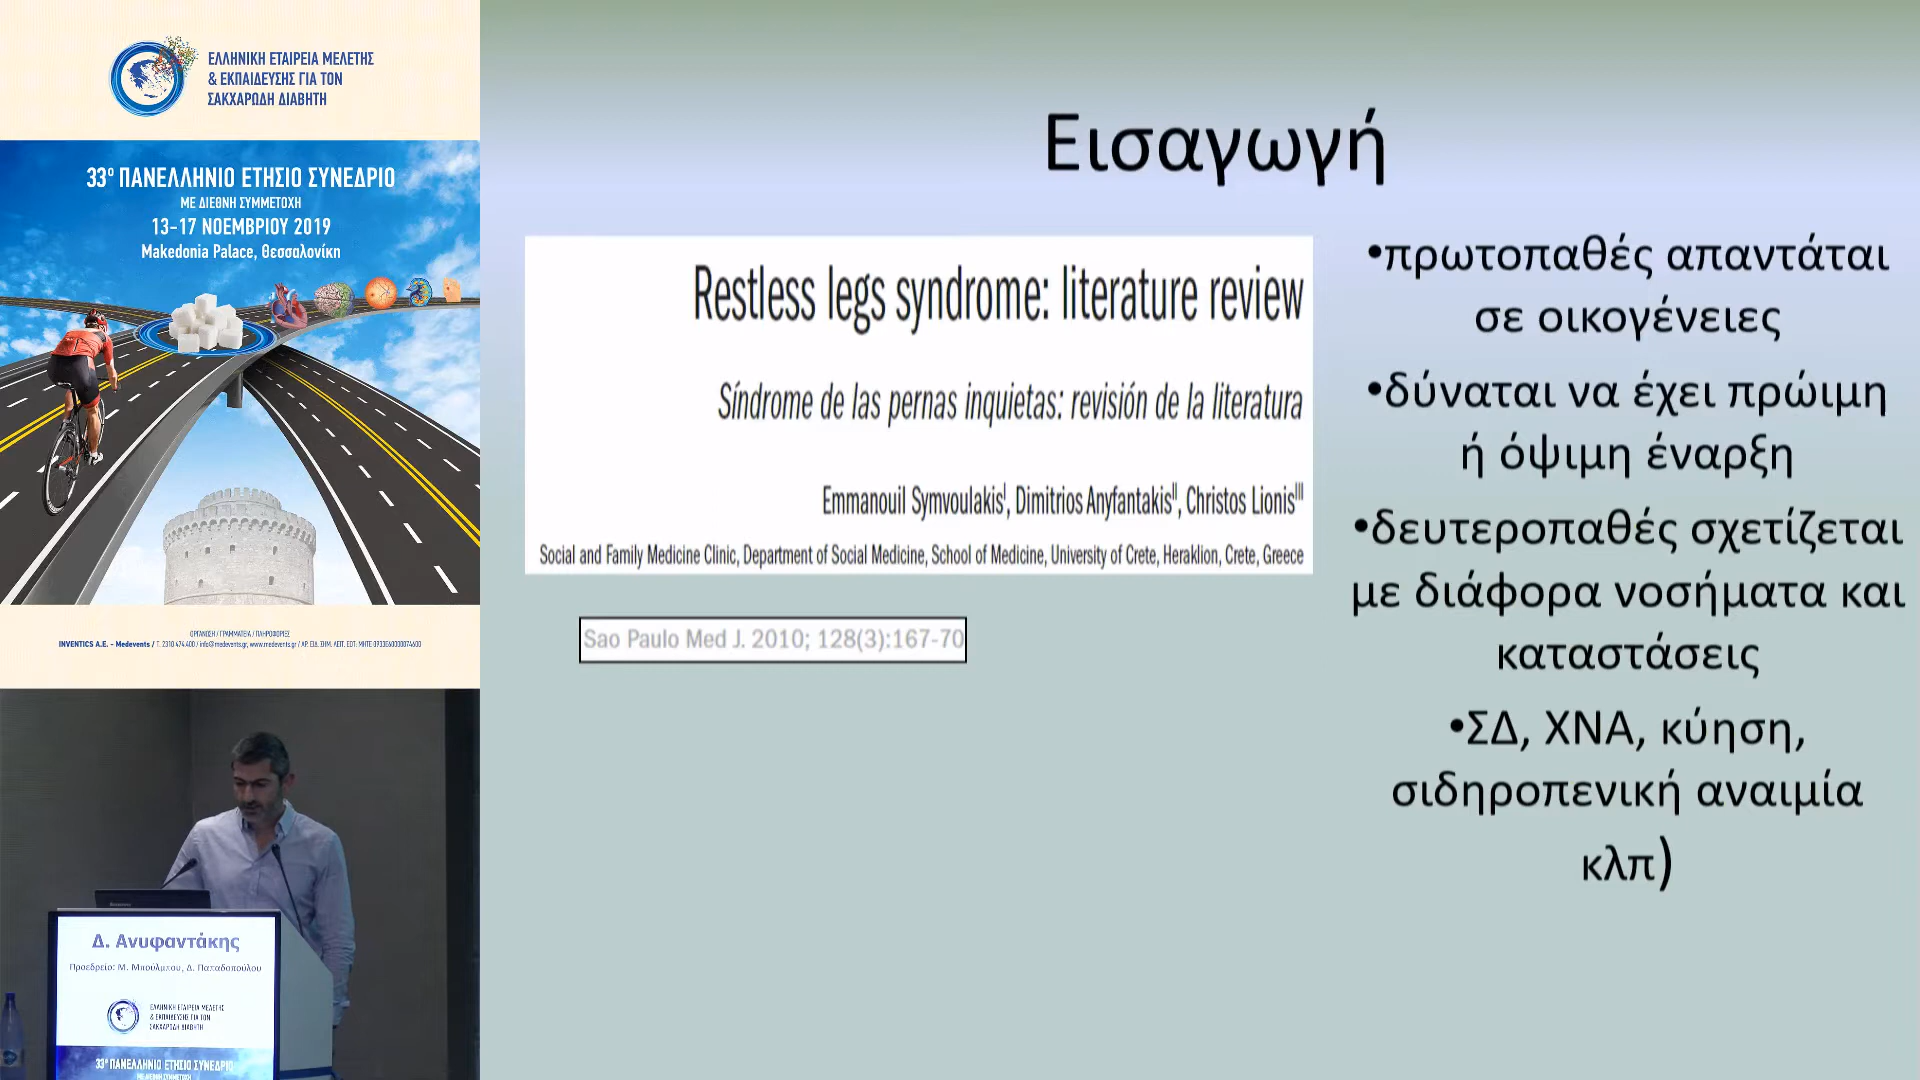 ΕΛΛΗΝΙΚΗ ΕΤΑΙΡΕΙΑ ΜΕΛΕΤΗΣ
& ΕΚΠΑΙΔΕΥΣΗΣ ΓΙΑ ΤΟΝ
ΣΑΚΧΑΡΩΔΗ ΔΙΑΒΗΤΗ
33º ΠΑΝΕΛΛΗΝΙΟ ΕΤΗΣΙΟ ΣΥΝΕΔΡΙΟ
ΜΕ ΔΙΕΘΝΗ ΣΥΜΜΕΤΟΧΗ
13-17 ΝΟΕΜΒΡΙΟΥ 2019
Makedonia Palace, Θεσσαλονίκη
ΟΡΓΑΝΩΣΗ / ΓΡΑΜΜΑΤΕΙΑ / ΠΛΗΡΟΦΟΡΙΕΣ
INVENTICS A.E. - Medevents / T. 2310 474.400 / info@medevents.gr, www.medevents.gr
Δ. Ανυφαντάκης
Προεδρείο: Μ. Μπούλμπου, Δ. Παπαδοπούλου
ΕΛΛΗΝΙΚΗ ΕΤΑΙΡΕΙΑ ΜΕΛΕΤΗΣ
& ΕΚΠΑΙΔΕΥΣΗΣ ΓΙΑ ΤΟΝ
ΣΑΚΧΑΡΩΔΗ ΔΙΑΒΗΤΗ
33º ΠΑΝΕΛΛΗΝΙΟ ΕΤΗΣΙΟ ΣΥΝΕΔΡΙΟ
ΜΕ ΔΙΕΘΝΗ ΣΥΜΜΕΤΟΧΗ
Εισαγωγή
Restless legs syndrome: literature review
Síndrome de las pernas inquietas: revisión de la literatura
Emmanouil Symvoulakis^I, Dimitrios Anyfantakis^II, Christos Lionis^III
Social and Family Medicine Clinic, Department of Social Medicine, School of Medicine, University of Crete, Heraklion, Crete, Greece
Sao Paulo Med J. 2010; 128(3):167-70
•πρωτοπαθές απαντάται
σε οικογένειες
•δύναται να έχει πρώιμη
ή όψιμη έναρξη
•δευτεροπαθές σχετίζεται
με διάφορα νοσήματα και
καταστάσεις
•ΣΔ, ΧΝΑ, κύηση,
σιδηροπενική αναιμία
κλπ)